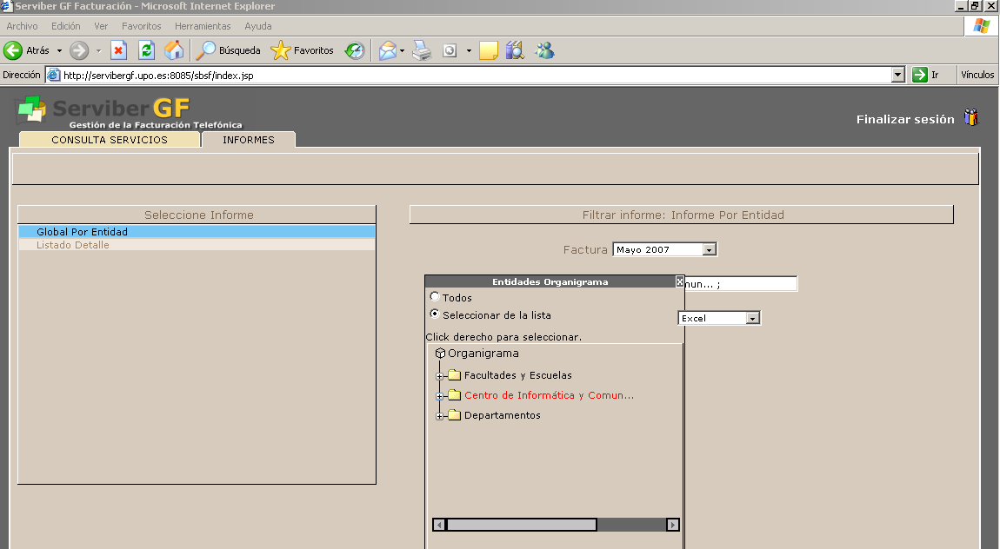 Serviber GF Facturación - Microsoft Internet Explorer
Archivo Edición Ver Favoritos Herramientas Ayuda
Atrás Búsqueda Favoritos
Dirección http://servibergf.upo.es:8085/sbsf/index.jsp Ir Vínculos
Serviber GF
Gestión de la Facturación Telefónica
Finalizar sesión
CONSULTA SERVICIOS INFORMES
Seleccione Informe
Global Por Entidad
Listado Detalle
Filtrar informe: Informe Por Entidad
Factura Mayo 2007
mun... ;
Excel
Entidades Organigrama X
Todos
Seleccionar de la lista
Click derecho para seleccionar.
Organigrama
Facultades y Escuelas
Centro de Informática y Comun...
Departamentos